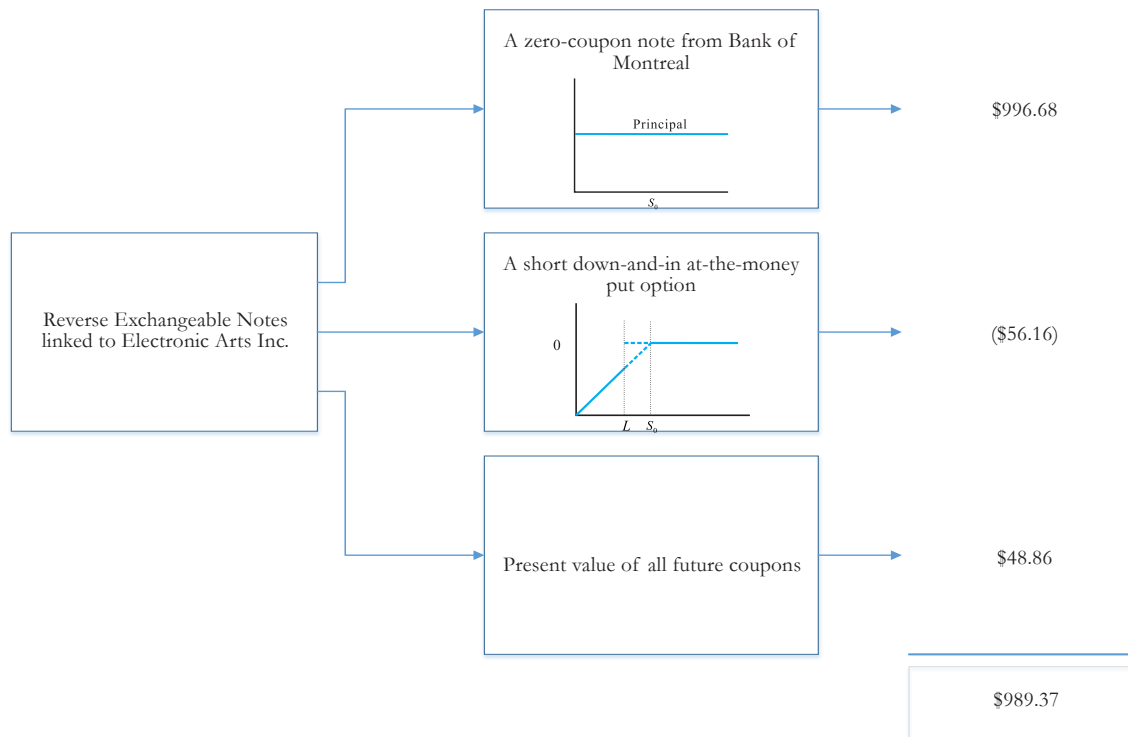 A zero-coupon note from Bank of
Montreal
Principal
S₀
$996.68
Reverse Exchangeable Notes
linked to Electronic Arts Inc.
A short down-and-in at-the-money
put option
0
L S₀
($56.16)
Present value of all future coupons
$48.86
$989.37